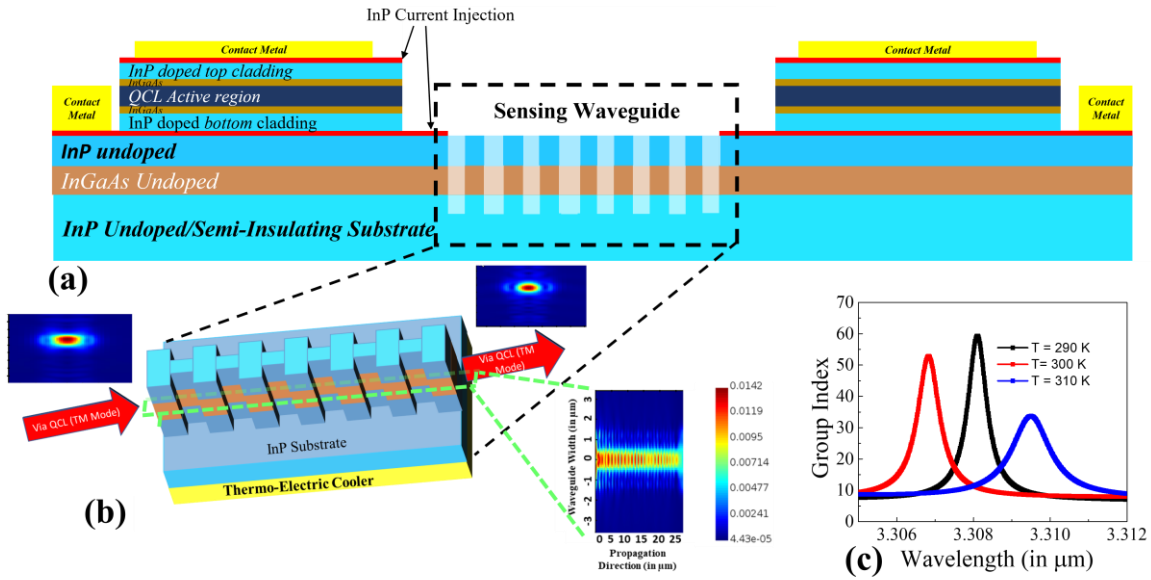 InP Current Injection
Contact Metal
InP doped top cladding
InGaAs
QCL Active region
InGaAs
InP doped bottom cladding
Contact
Metal
Contact Metal
Contact
Metal
Sensing Waveguide
InP undoped
InGaAs Undoped
InP Undoped/Semi-Insulating Substrate
(a)
Via QCL (TM Mode)
Via QCL (TM
Mode)
InP Substrate
Thermo-Electric Cooler
(b)
Waveguide Width (in μm)
3
2
1
0
-1
-2
-3
0 5 10 15 20 25
Propagation
Direction (in μm)
0.0142
0.0119
0.0095
0.00714
0.00477
0.00241
4.43e-05
Group Index
70
60
50
40
30
20
10
0
T = 290 K
T= 300 K
T = 310 K
3.306 3.308 3.310 3.312
Wavelength (in μm)
(c)